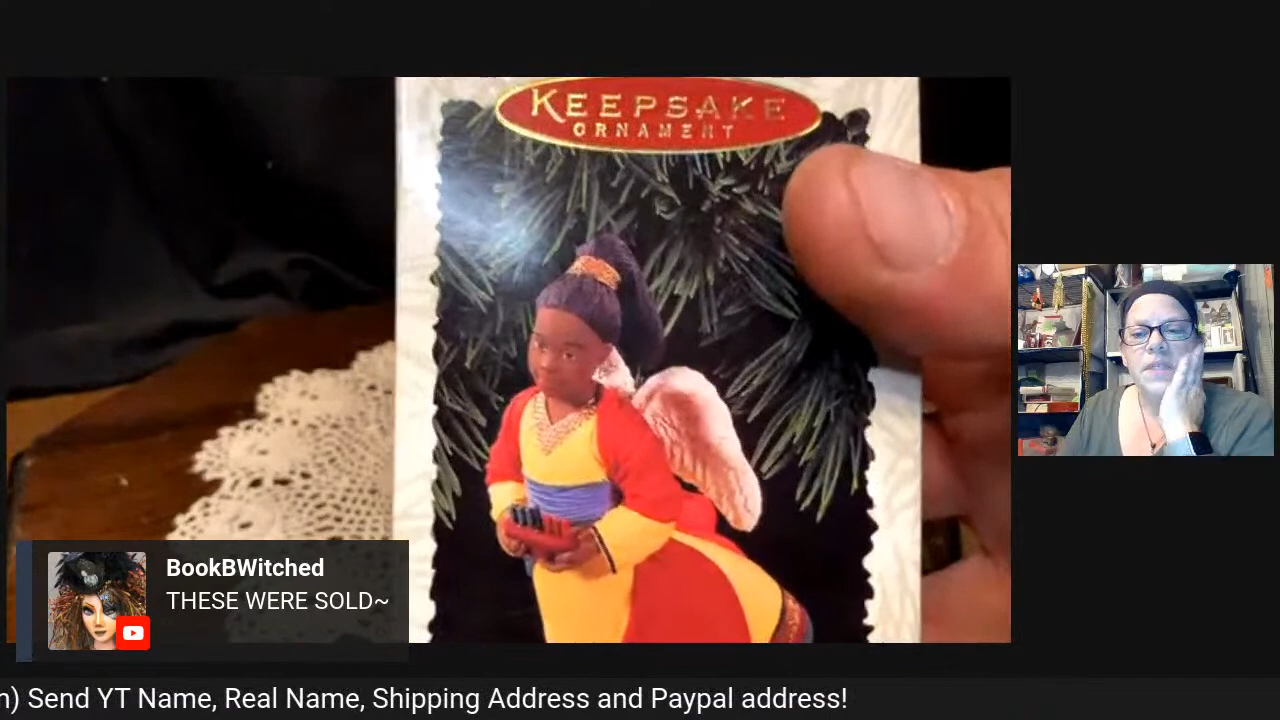 KEEPSAKE
ORNAMENT
BookBWitched
THESE WERE SOLD~
) Send YT Name, Real Name, Shipping Address and Paypal address!